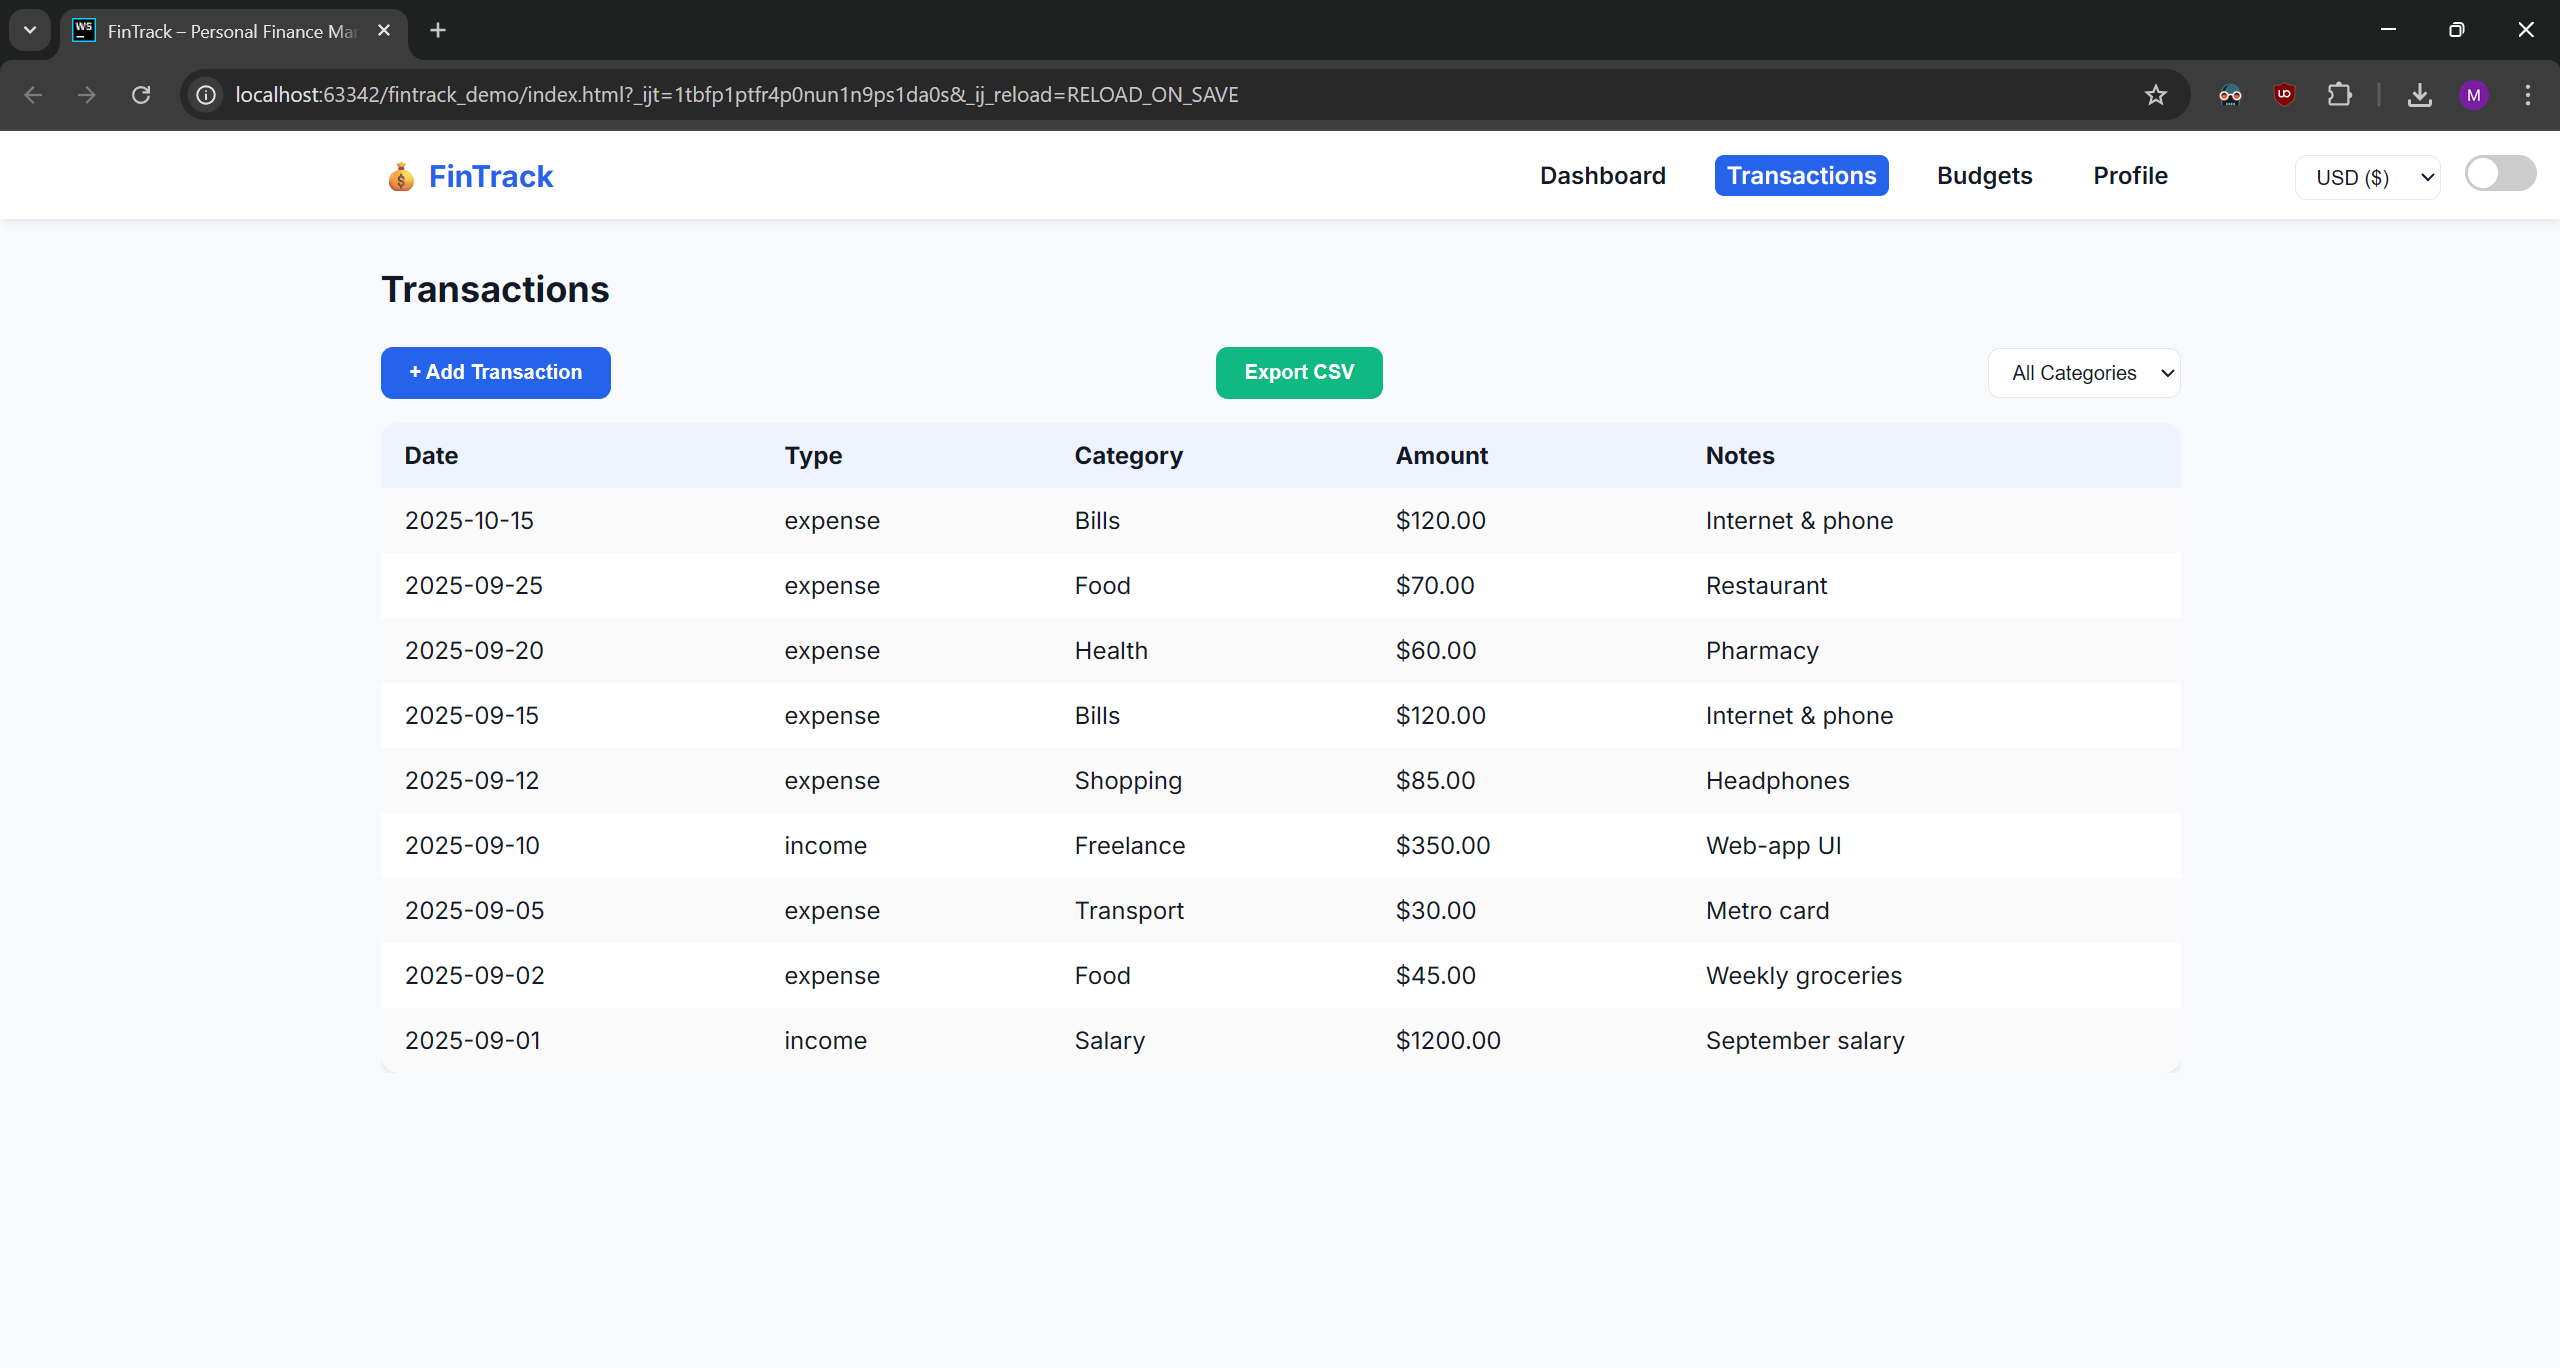 WS FinTrack – Personal Finance Mar
localhost:63342/fintrack_demo/index.html?_ijt=1tbfp1ptfr4p0nun1n9ps1da0s&_ij_reload=RELOAD_ON_SAVE M
FinTrack Dashboard Transactions Budgets Profile USD ($)
Transactions
+ Add Transaction Export CSV All Categories
Date Type Category Amount Notes
2025-10-15 expense Bills $120.00 Internet & phone
2025-09-25 expense Food $70.00 Restaurant
2025-09-20 expense Health $60.00 Pharmacy
2025-09-15 expense Bills $120.00 Internet & phone
2025-09-12 expense Shopping $85.00 Headphones
2025-09-10 income Freelance $350.00 Web-app UI
2025-09-05 expense Transport $30.00 Metro card
2025-09-02 expense Food $45.00 Weekly groceries
2025-09-01 income Salary $1200.00 September salary